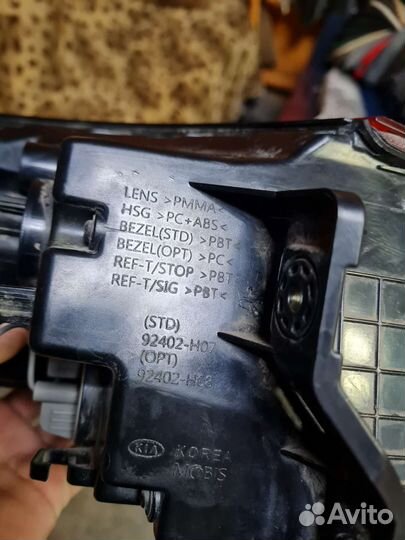 LENS >PMMA<
HSG >PC+ABS<
BEZEL(STD) >PBT<
BEZEL(OPT) >PC<
REF-T/STOP >PBT<
REF-T/SIG >PBT<
(STD)
92402-H07
(OPT)
KIA KOREA
MOBIS
Avito